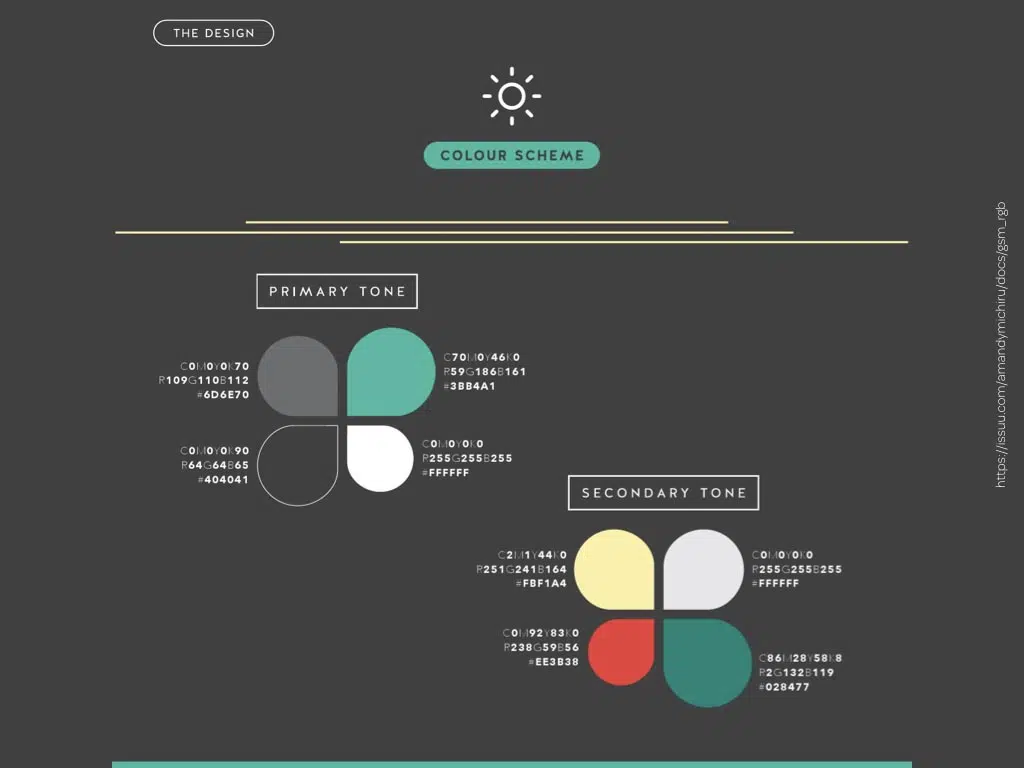 THE DESIGN
COLOUR SCHEME
PRIMARY TONE
C0M0Y0K70
R109G110B112
#6D6E70
C70M0Y46K0
R59G186B161
#3BB4A1
C0M0Y0K90
R64G64B65
#404041
C0M0Y0K0
R255G255B255
#FFFFFF
SECONDARY TONE
C2M1Y44K0
R251G241B164
#FBF1A4
C0M0Y0K0
R255G255B255
#FFFFFF
C0M92Y83K0
R238G59B56
#EE3B38
C86M28Y58K8
R2G132B119
#028477
https://issuu.com/amandymichiru/docs/gsm_rgb